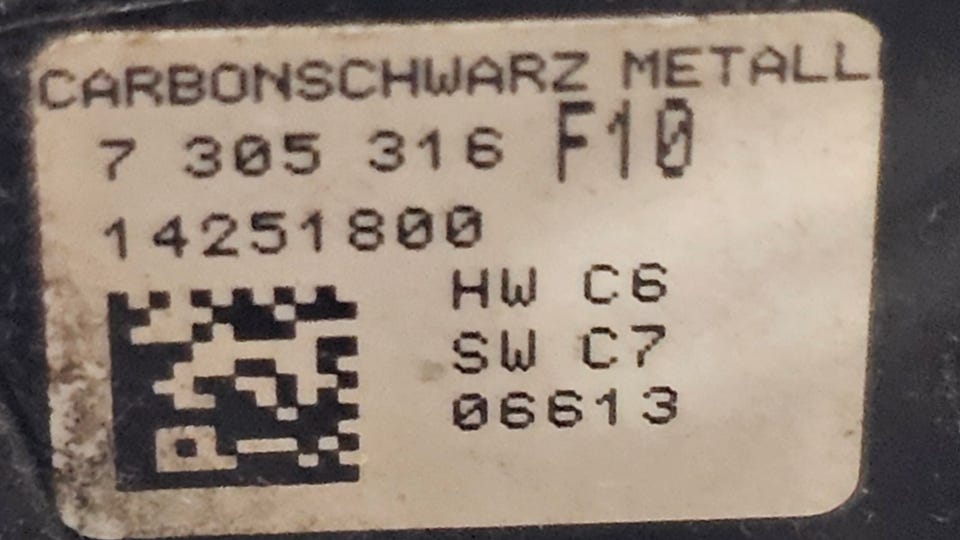 CARBONSCHWARZ METALL
7 305 316 F10
14251800
HW C6
SW C7
06613